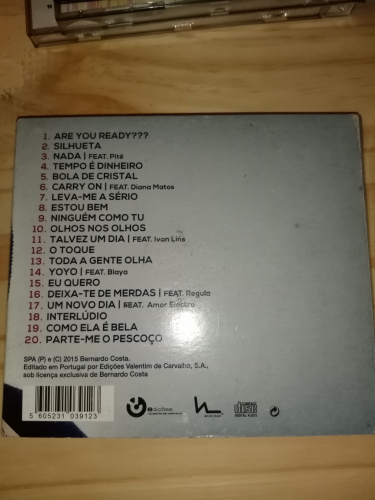 1. ARE YOU READY???
2. SILHUETA
3. NADA | FEAT. Pité
4. TEMPO É DINHEIRO
5. BOLA DE CRISTAL
6. CARRY ON | FEAT. Diana Matos
7. LEVA-ME A SÉRIO
8. ESTOU BEM
9. NINGUÉM COMO TU
10. OLHOS NOS OLHOS
11. TALVEZ UM DIA | FEAT. Ivan Lins
12. O TOQUE
13. TODA A GENTE OLHA
14. YOYO | FEAT. Blaya
15. EU QUERO
16. DEIXA-TE DE MERDAS | FEAT. Regula
17. UM NOVO DIA | FEAT. Amor Electro
18. INTERLÚDIO
19. COMO ELA É BELA
20. PARTE-ME O PESCOÇO
SPA (P) e (C) 2015 Bernardo Costa.
Editado em Portugal por Edições Valentim de Carvalho, S.A.,
sob licença exclusiva de Bernardo Costa
5 605231 039123
edições
COMPACT
disc
DIGITAL AUDIO